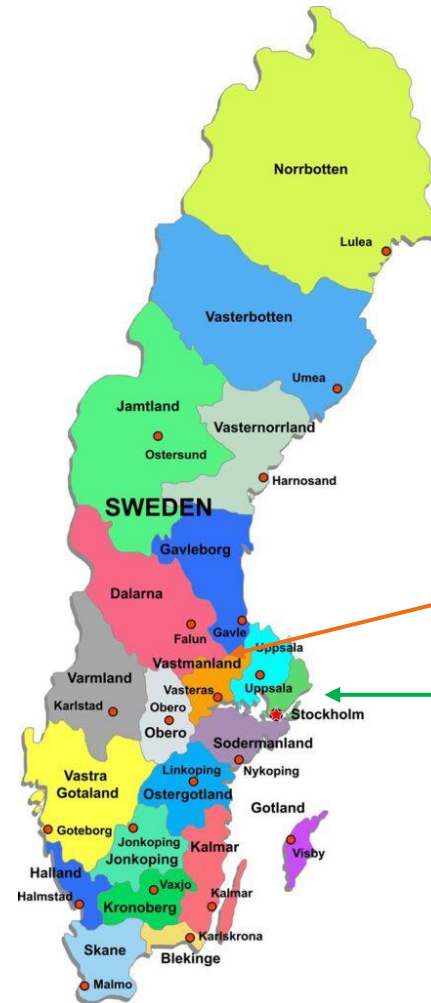 Norrbotten
Lulea
Vasterbotten
Umea
Jamtland
Vasternorrland
Ostersund
Harnosand
SWEDEN
Gavleborg
Dalarna
Falun
Gavle
Uppsala
Vastmanland
Varmland
Uppsala
Vasteras
Karlstad
Obero
Stockholm
Obero
Sodermanland
Nykoping
Linkoping
Vastra
Gotaland
Ostergotland
Gotland
Goteborg
Jonkoping
Jonkoping
Kalmar
Visby
Halland
Vaxjo
Halmstad
Kronoberg
Kalmar
Karlskrona
Skane
Blekinge
Malmo